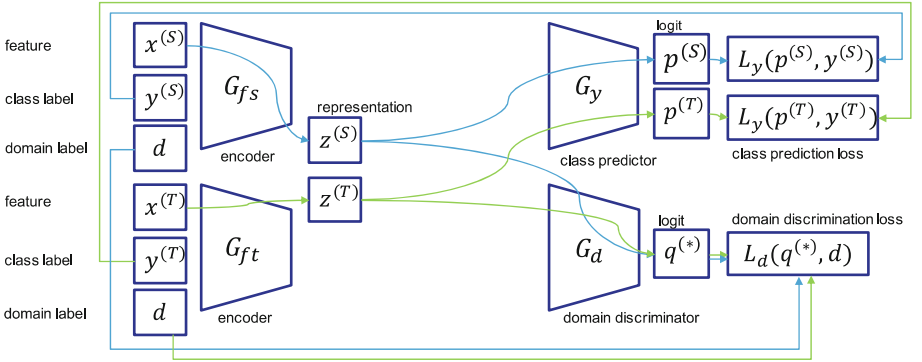 feature
x^(S)
class label
y^(S)
domain label
d
G_fs
encoder
representation
z^(S)
feature
x^(T)
class label
y^(T)
domain label
d
G_ft
encoder
z^(T)
G_y
class predictor
logit
p^(S)
p^(T)
L_y(p^(S), y^(S))
L_y(p^(T), y^(T))
class prediction loss
G_d
domain discriminator
logit
q^(*)
domain discrimination loss
L_d(q^(*), d)